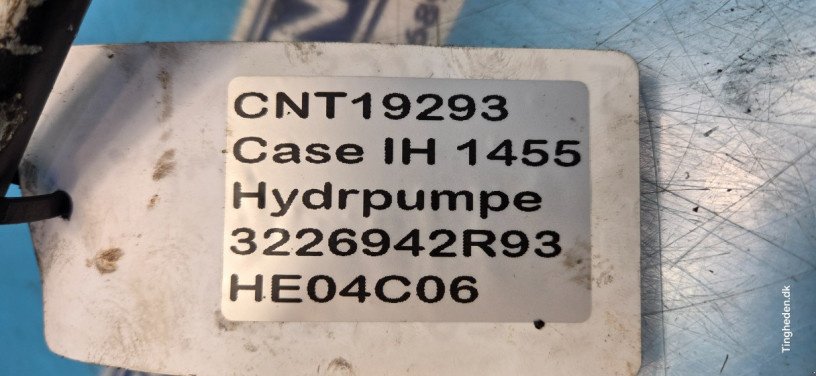 CNT19293
Case IH 1455
Hydrpumpe
3226942R93
HE04C06
Tingheden.dk